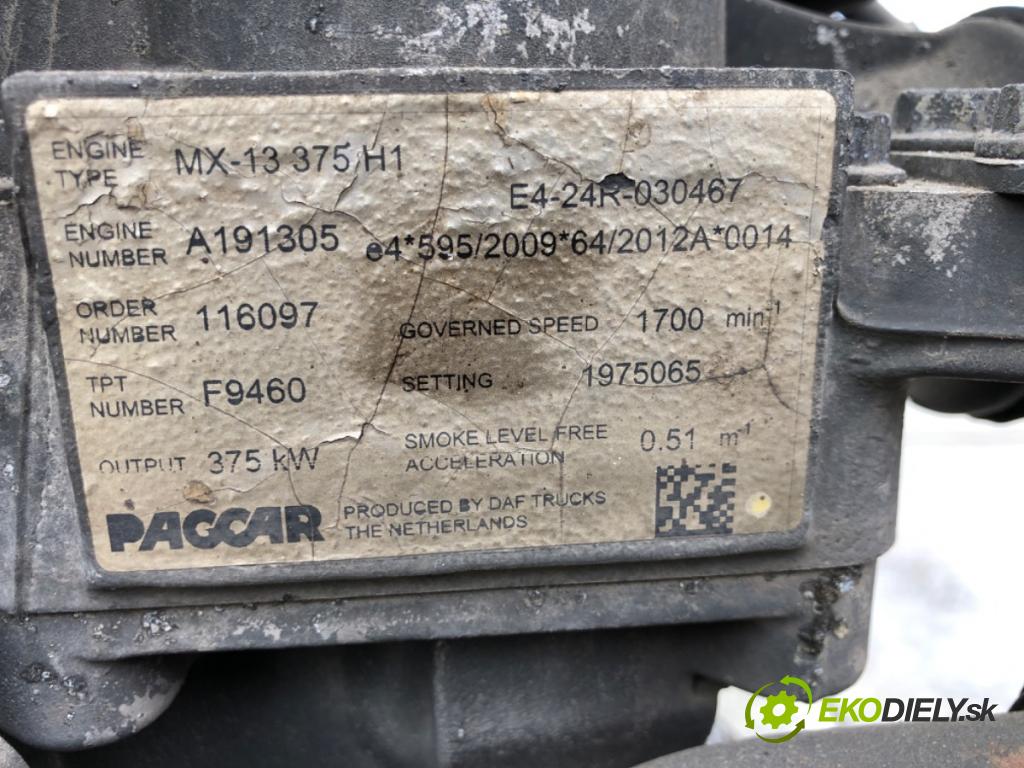 ENGINE TYPE MX-13 375 H1
E4-24R-030467
ENGINE NUMBER A191305 e4*595/2009*64/2012A*0014
ORDER NUMBER 116097 GOVERNED SPEED 1700 min-1
TPT NUMBER F9460 SETTING 1975065
OUTPUT 375 kW SMOKE LEVEL FREE ACCELERATION 0.51 m-1
PACCAR PRODUCED BY DAF TRUCKS
THE NETHERLANDS
EKODIELY.sk